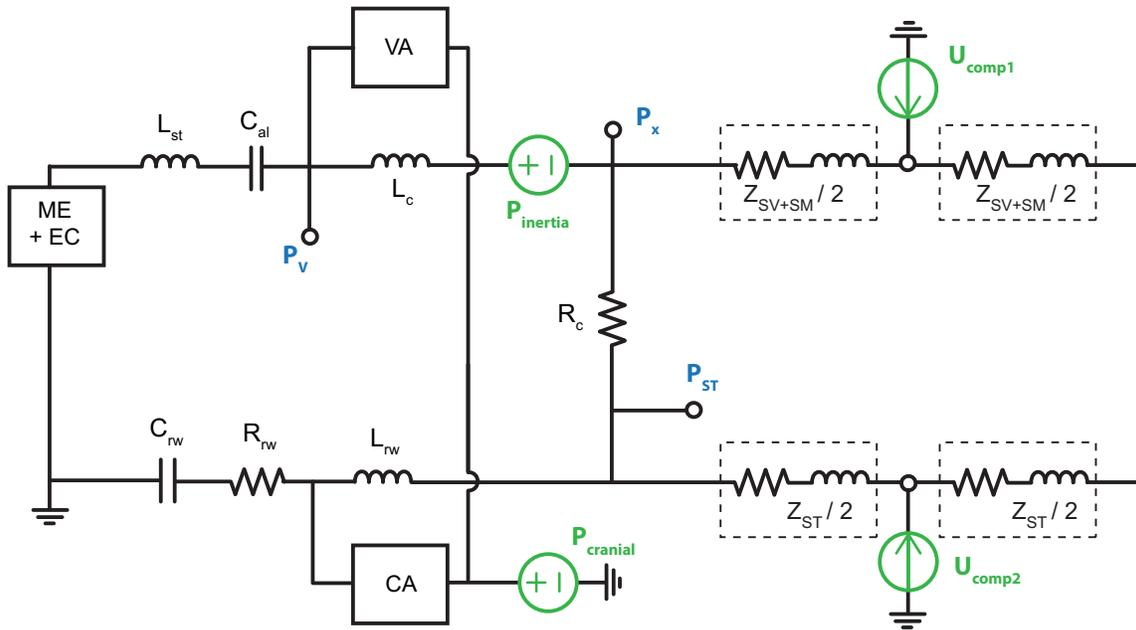 VA
U_comp1
L_st
C_al
P_x
+ I
L_c
Z_SV+SM / 2
Z_SV+SM / 2
ME
+ EC
P_inertia
P_V
R_c
P_ST
C_rw
R_rw
L_rw
Z_ST / 2
Z_ST / 2
P_cranial
CA
+ I
U_comp2